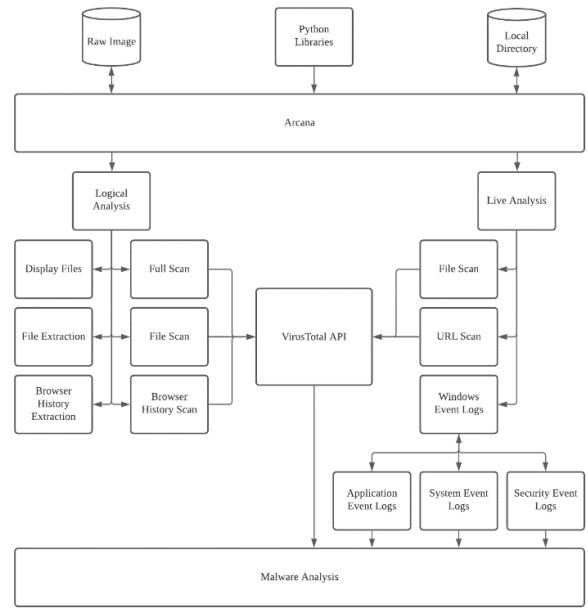 Raw Image
Python
Libraries
Local
Directory
Arcana
Logical
Analysis
Live Analysis
Display Files
Full Scan
File Scan
File Extraction
File Scan
VirusTotal API
URL Scan
Browser
History
Extraction
Browser
History Scan
Windows
Event Logs
Application
Event Logs
System Event
Logs
Security Event
Logs
Malware Analysis